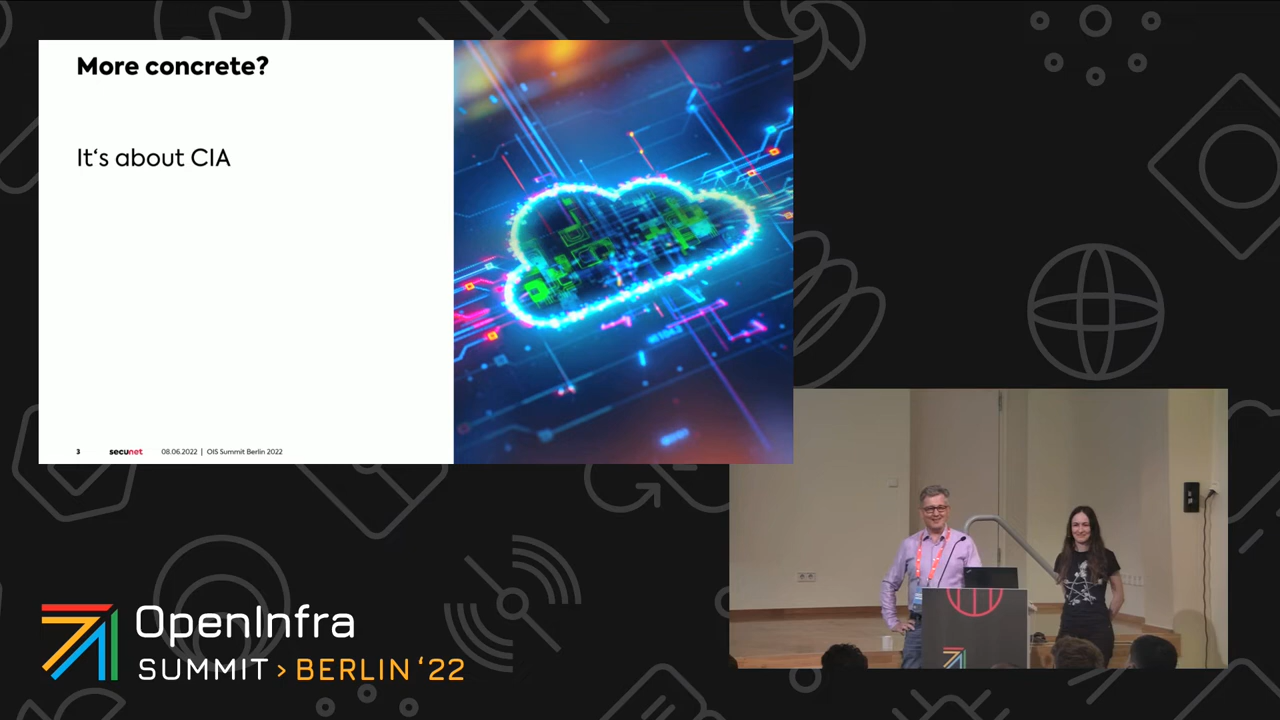 More concrete?
It‘s about CIA
3 secunet 08.06.2022 | OIS Summit Berlin 2022
OpenInfra
SUMMIT > BERLIN ‘22